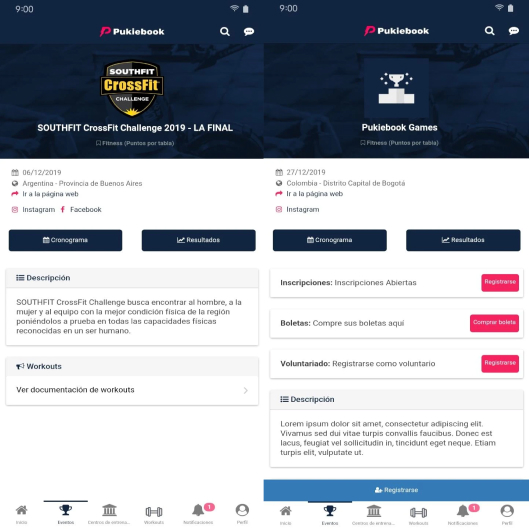 9:00
Pukiebook
SOUTHFIT
CrossFit
CHALLENGE
SOUTHFIT CrossFit Challenge 2019 - LA FINAL
Fitness (Puntos por tabla)
06/12/2019
Argentina - Provincia de Buenos Aires
Ir a la página web
Instagram Facebook
Cronograma Resultados
Descripción
SOUTHFIT CrossFit Challenge busca encontrar al hombre, a la
mujer y al equipo con la mejor condición física de la región
poniéndolos a prueba en todas las capacidades físicas
reconocidas en un ser humano.
Workouts
Ver documentación de workouts
Inicio Eventos Centros de entrena... Workouts Notificaciones Perfil
1
9:00
Pukiebook
Pukiebook Games
Fitness (Puntos por tabla)
27/12/2019
Colombia - Distrito Capital de Bogotá
Ir a la página web
Instagram
Cronograma Resultados
Inscripciones: Inscripciones Abiertas Registrarse
Boletas: Compre sus boletas aquí Comprar boleta
Voluntariado: Registrarse como voluntario Registrarse
Descripción
Lorem ipsum dolor sit amet, consectetur adipiscing elit.
Vivamus sed dui vitae turpis convallis faucibus. Donec est
lacus, feugiat vel sollicitudin in, tincidunt eget neque. Etiam
turpis elit, vulputate ut.
Registrarse
Inicio Eventos Centros de entrena... Workouts Notificaciones Perfil
1